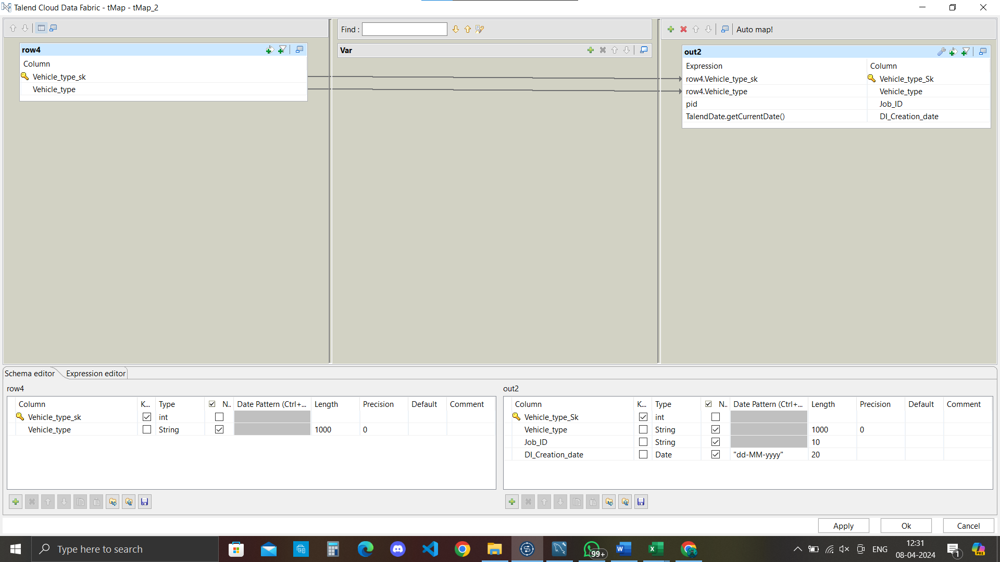 Talend Cloud Data Fabric - tMap - tMap_2
Find :
Auto map!
row4
Column
Vehicle_type_sk
Vehicle_type
Var
out2
Expression Column
row4.Vehicle_type_sk Vehicle_type_Sk
row4.Vehicle_type Vehicle_type
pid Job_ID
TalendDate.getCurrentDate() DI_Creation_date
Schema editor Expression editor
row4
Column K... Type N.. Date Pattern (Ctrl+... Length Precision Default Comment
Vehicle_type_sk int
Vehicle_type String 1000 0
out2
Column K... Type N.. Date Pattern (Ctrl+... Length Precision Default Comment
Vehicle_type_Sk int
Vehicle_type String 1000 0
Job_ID String 10
DI_Creation_date Date "dd-MM-yyyy" 20
Apply Ok Cancel
Type here to search
99+
ENG
12:31
08-04-2024
1
PRE